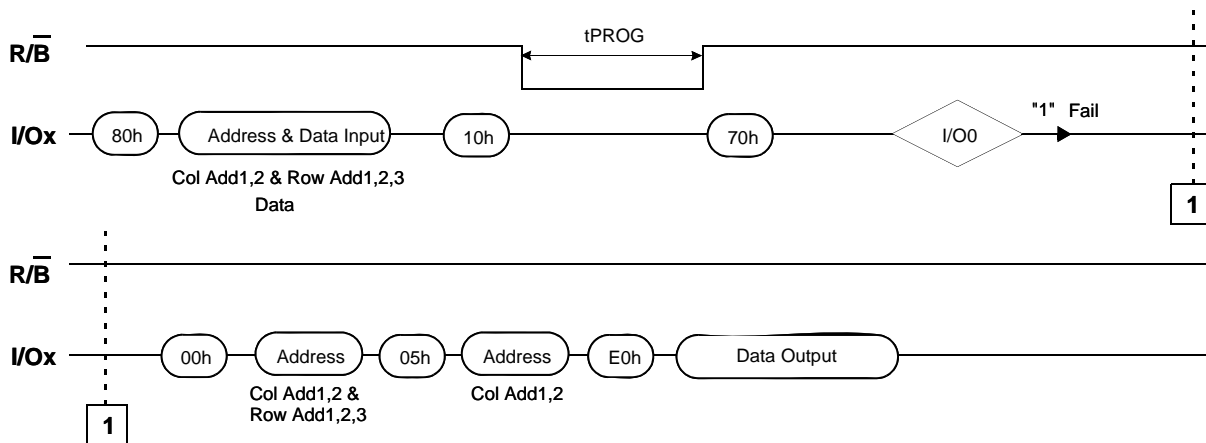 tPROG
R/B̅
"1" Fail
I/Ox 80h Address & Data Input 10h 70h I/O0
Col Add1,2 & Row Add1,2,3
Data
1
R/B̅
I/Ox 00h Address 05h Address E0h Data Output
Col Add1,2 & Col Add1,2
Row Add1,2,3
1